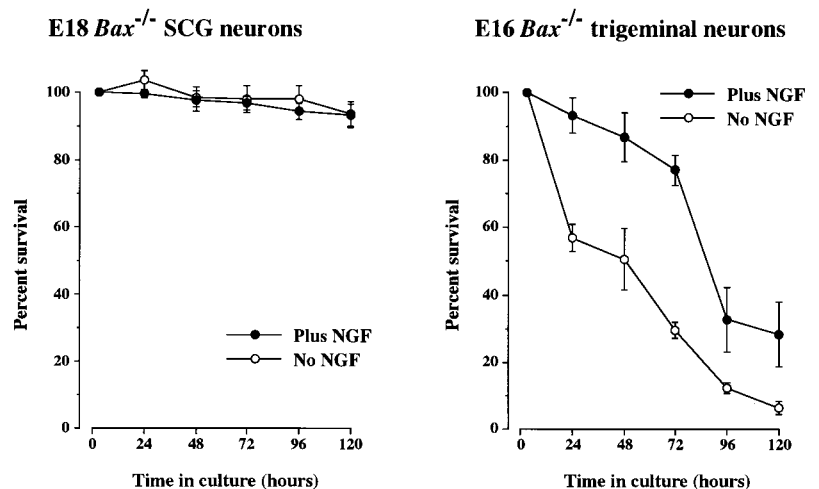 E18 Bax-/- SCG neurons
100
80
60
40
20
0
Percent survival
Plus NGF
No NGF
0 24 48 72 96 120
Time in culture (hours)
E16 Bax-/- trigeminal neurons
100
80
60
40
20
0
Percent survival
Plus NGF
No NGF
0 24 48 72 96 120
Time in culture (hours)